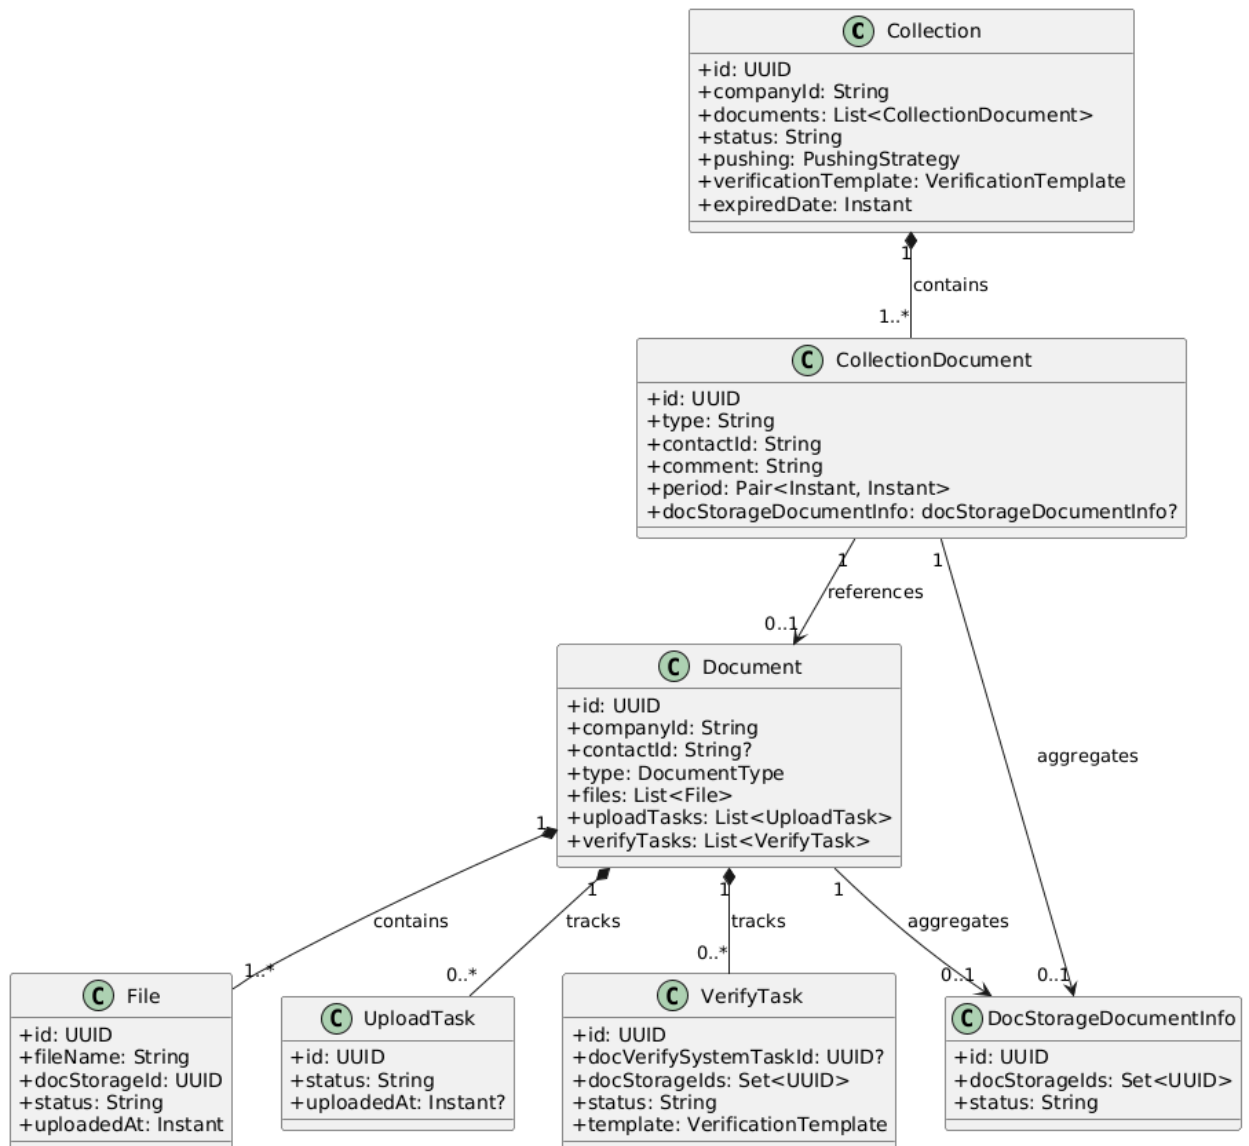 C Collection
+id: UUID
+companyId: String
+documents: List<CollectionDocument>
+status: String
+pushing: PushingStrategy
+verificationTemplate: VerificationTemplate
+expiredDate: Instant
1
contains
1..*
C CollectionDocument
+id: UUID
+type: String
+contactId: String
+comment: String
+period: Pair<Instant, Instant>
+docStorageDocumentInfo: docStorageDocumentInfo?
1
1
references
0..1
C Document
+id: UUID
+companyId: String
+contactId: String?
+type: DocumentType
+files: List<File>
+uploadTasks: List<UploadTask>
+verifyTasks: List<VerifyTask>
aggregates
1
1
1
1
contains
tracks
tracks
aggregates
1..*
0..*
0..*
0..1
0..1
C File
+id: UUID
+fileName: String
+docStorageId: UUID
+status: String
+uploadedAt: Instant
C UploadTask
+id: UUID
+status: String
+uploadedAt: Instant?
C VerifyTask
+id: UUID
+docVerifySystemTaskId: UUID?
+docStorageIds: Set<UUID>
+status: String
+template: VerificationTemplate
C DocStorageDocumentInfo
+id: UUID
+docStorageIds: Set<UUID>
+status: String